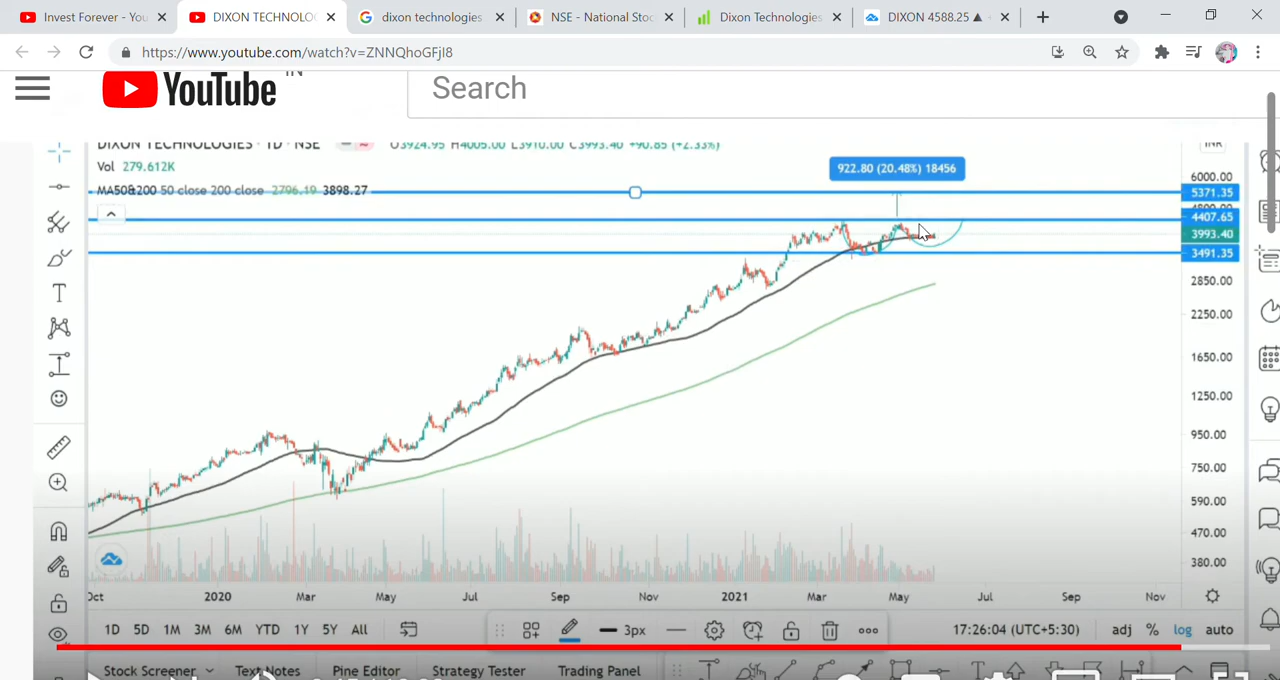 Invest Forever - You
DIXON TECHNOLO
dixon technologies
NSE - National Stoc
Dixon Technologies
DIXON 4588.25 ▲
https://www.youtube.com/watch?v=ZNNQhoGFjI8
YouTube IN
Search
DIXON TECHNOLOGIES · 1D · NSE O3924.95 H4005.00 L3910.00 C3993.40 +90.85 (+2.33%)
INR
Vol 279.612K
922.80 (20.48%) 18456
6000.00
MA50&200 50 close 200 close 2796.19 3898.27
5371.35
4800.00
4407.65
3993.40
3491.35
2850.00
2250.00
1650.00
1250.00
950.00
750.00
590.00
470.00
380.00
Oct 2020 Mar May Jul Sep Nov 2021 Mar May Jul Sep Nov
1D 5D 1M 3M 6M YTD 1Y 5Y All
3px
17:26:04 (UTC+5:30) adj % log auto
Stock Screener Text Notes Pine Editor Strategy Tester Trading Panel